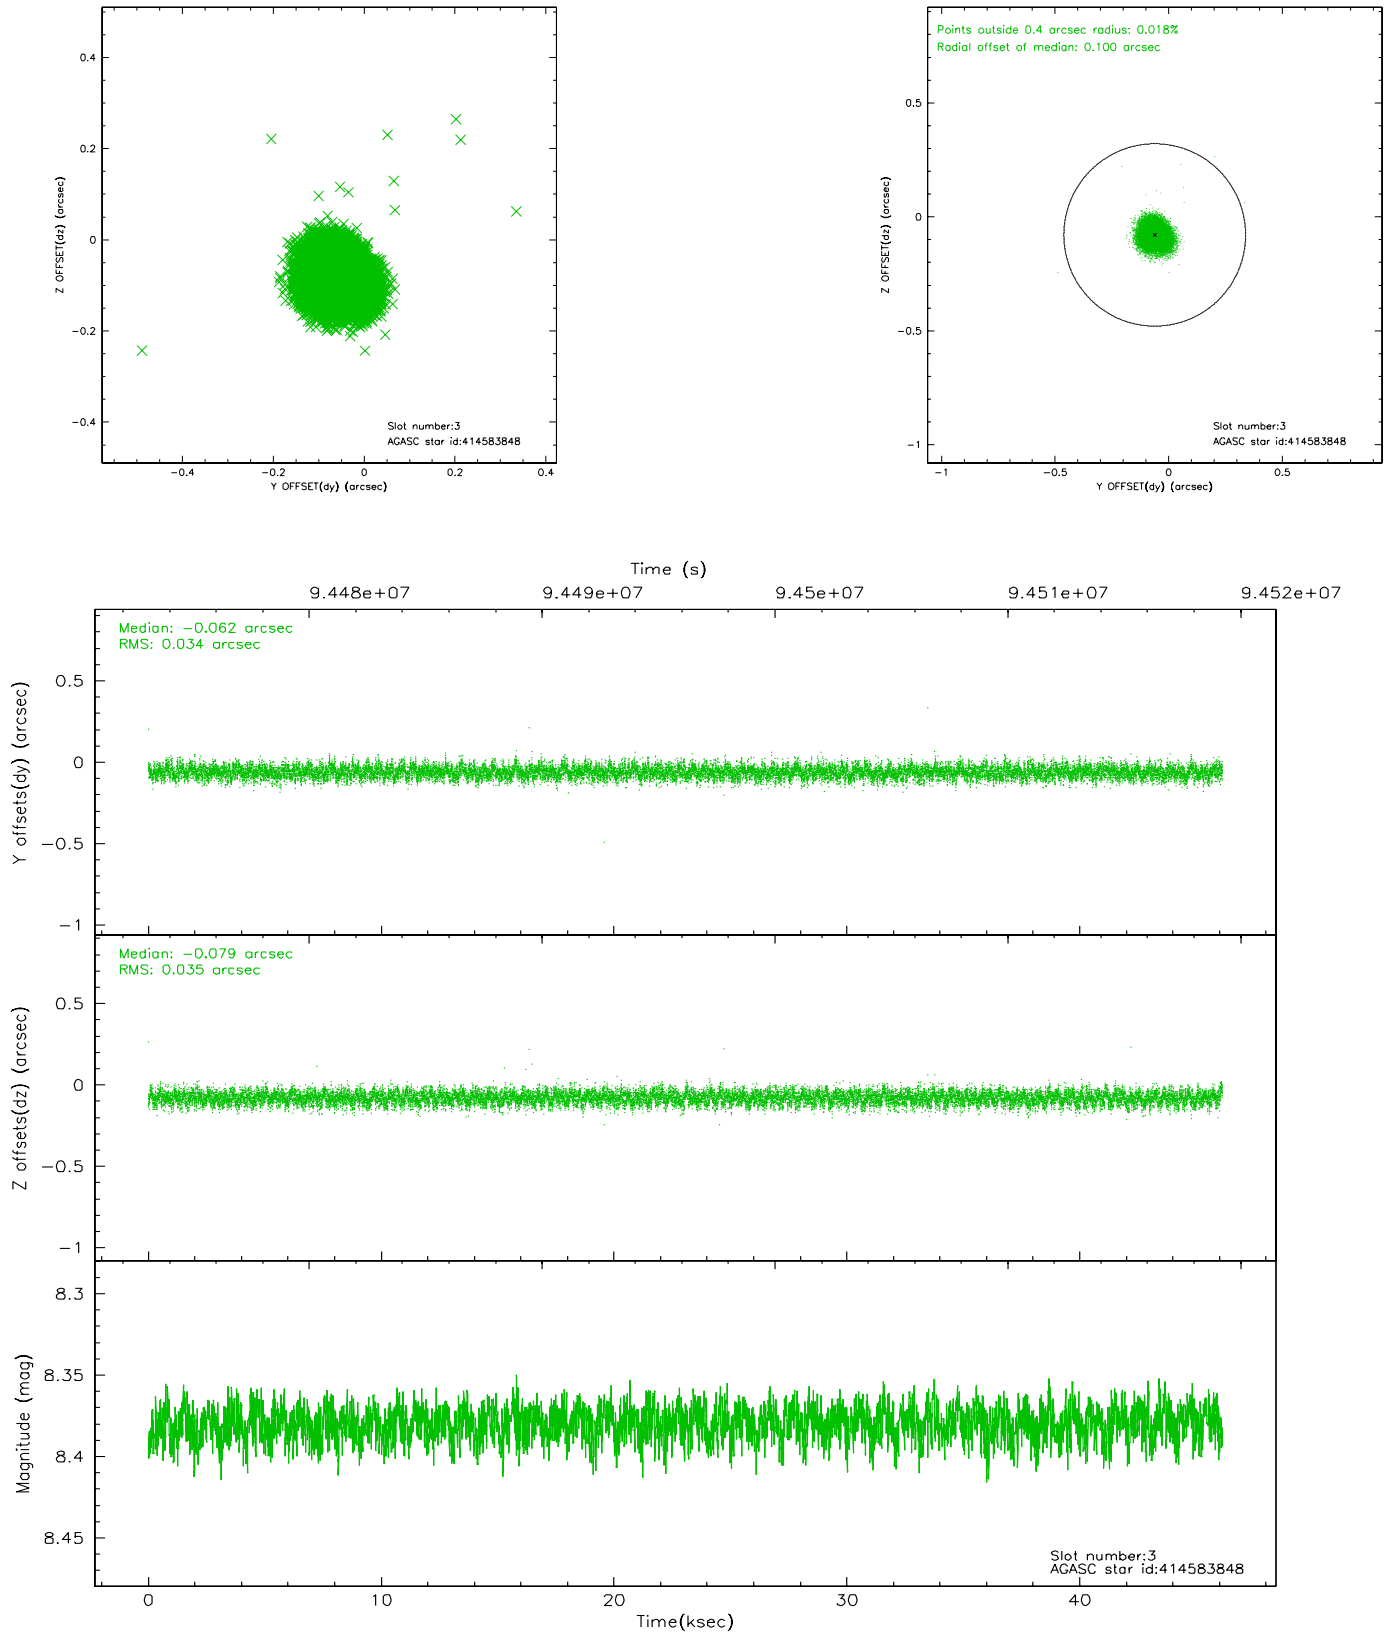 0.4
0.2
0
−0.2
−0.4
Z OFFSET(dz) (arcsec)
Slot number:3
AGASC star id:414583848
−0.4 −0.2 0 0.2 0.4
Y OFFSET(dy) (arcsec)
Points outside 0.4 arcsec radius: 0.018%
Radial offset of median: 0.100 arcsec
0.5
0
−0.5
−1
Z OFFSET(dz) (arcsec)
Slot number:3
AGASC star id:414583848
−1 −0.5 0 0.5
Y OFFSET(dy) (arcsec)
Time (s)
9.448e+07 9.449e+07 9.45e+07 9.451e+07 9.452e+07
Median: −0.062 arcsec
RMS: 0.034 arcsec
0.5
0
−0.5
−1
Y offsets(dy) (arcsec)
Median: −0.079 arcsec
RMS: 0.035 arcsec
0.5
0
−0.5
−1
Z offsets(dz) (arcsec)
8.3
8.35
8.4
8.45
Magnitude (mag)
Slot number:3
AGASC star id:414583848
0 10 20 30 40
Time(ksec)